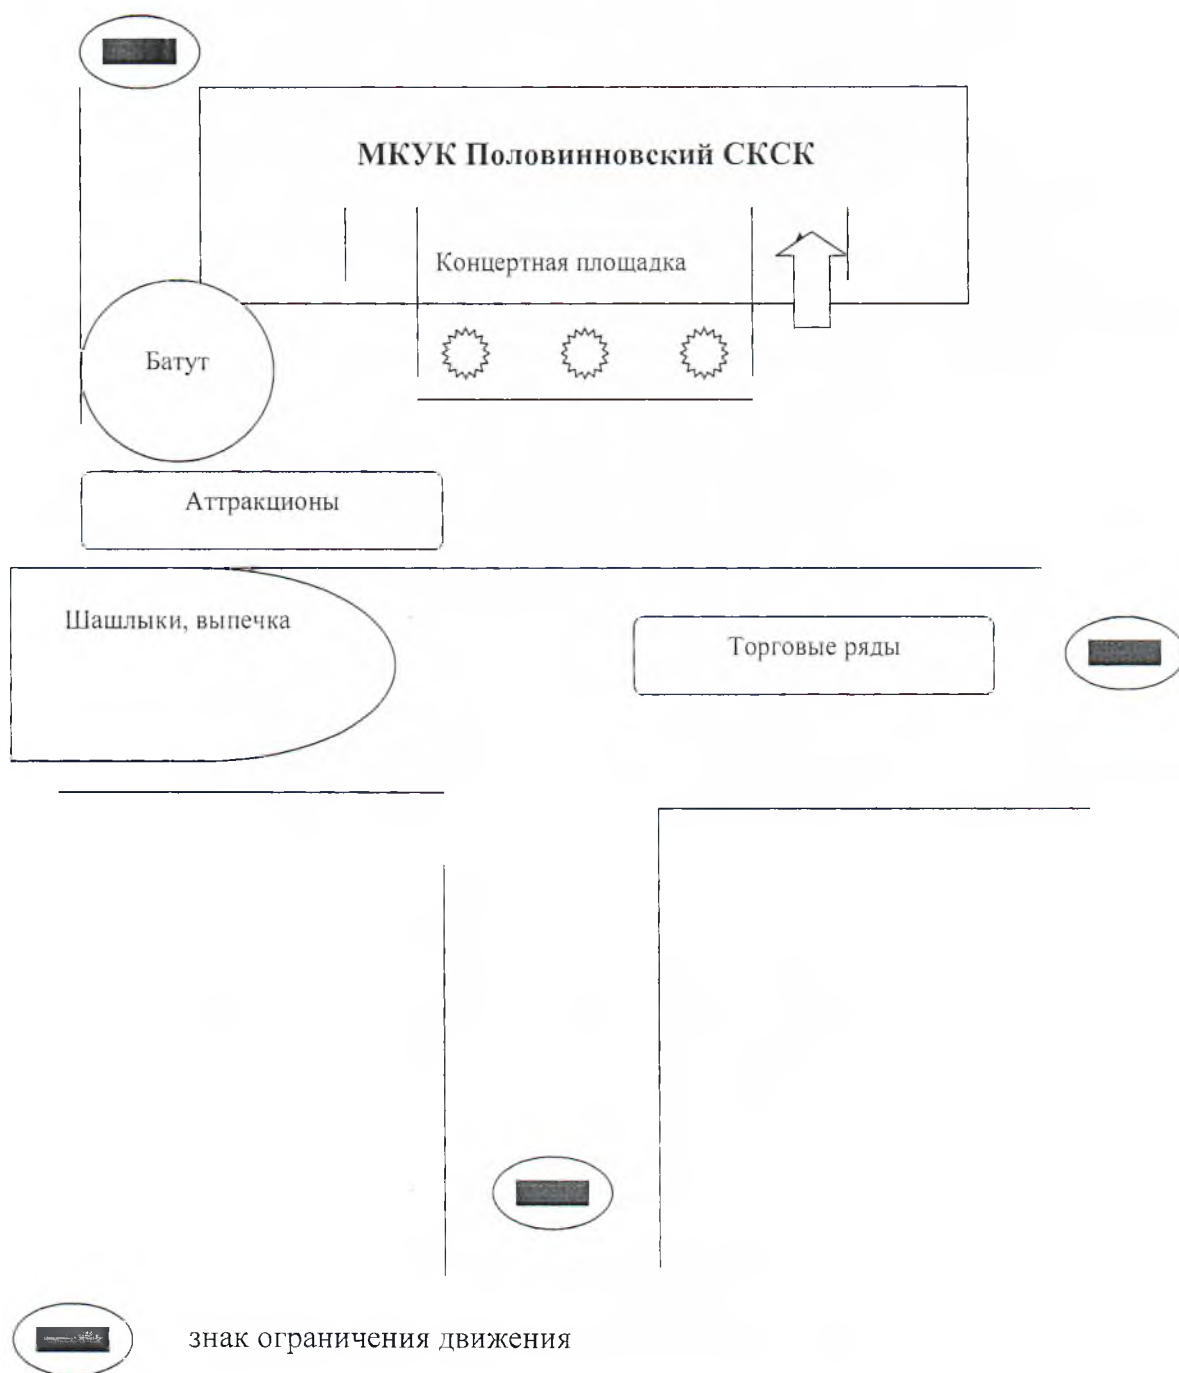 МКУК Половинновский СКСК
Концертная площадка
Батут
Аттракционы
Шашлыки, выпечка
Торговые ряды
знак ограничения движения